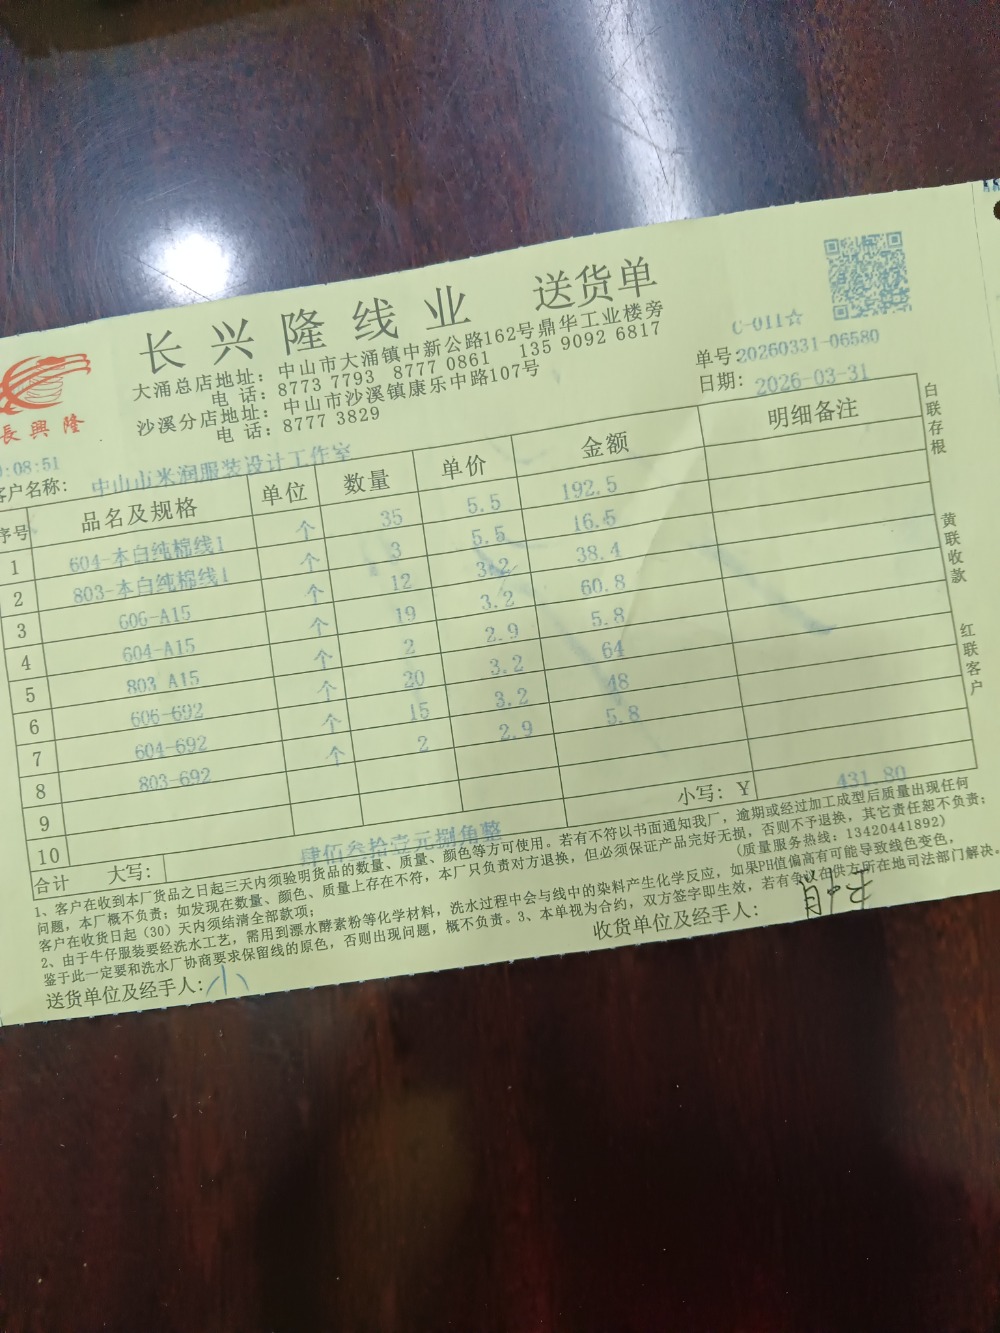 长兴隆线业 送货单
大涌总店地址：中山市大涌镇中新公路162号鼎华工业楼旁
电话：8773 7793 8777 0861 135 9092 6817
沙溪分店地址：中山市沙溪镇康乐中路107号
电话：8777 3829
長興隆
C-011☆
单号：20260331-06580
日期：2026-03-31
:08:51
客户名称：中山市米润服装设计工作室
序号 品名及规格 单位 数量 单价 金额 明细备注
1 604-本白纯棉线1 个 35 5.5 192.5
2 803-本白纯棉线1 个 3 5.5 16.5
3 606-A15 个 12 3.2 38.4
4 604-A15 个 19 3.2 60.8
5 803 A15 个 2 2.9 5.8
6 606-692 个 20 3.2 64
7 604-692 个 15 3.2 48
8 803-692 个 2 2.9 5.8
9
10
合计 大写：肆佰叁拾壹元捌角整 小写：￥ 431.80
白联存根
黄联收款
红联客户
1、客户在收到本厂货品之日起三天内须验明货品的数量、质量、颜色等方可使用。若有不符以书面通知我厂，逾期或经过加工成型后质量出现任何
问题，本厂概不负责；如发现在数量、颜色、质量上存在不符，本厂只负责对方退换，但必须保证产品完好无损，否则不予退换，其它责任恕不负责；
客户在收货日起（30）天内须结清全部款项；
（质量服务热线：13420441892）
2、由于牛仔服装要经洗水工艺，需用到漂水酵素粉等化学材料，洗水过程中会与线中的染料产生化学反应，如果PH值偏高有可能导致线色变色，
鉴于此一定要和洗水厂协商要求保留线的原色，否则出现问题，概不负责。3、本单视为合约，双方签字即生效，若有争议在供方所在地司法部门解决。
送货单位及经手人：小
收货单位及经手人：